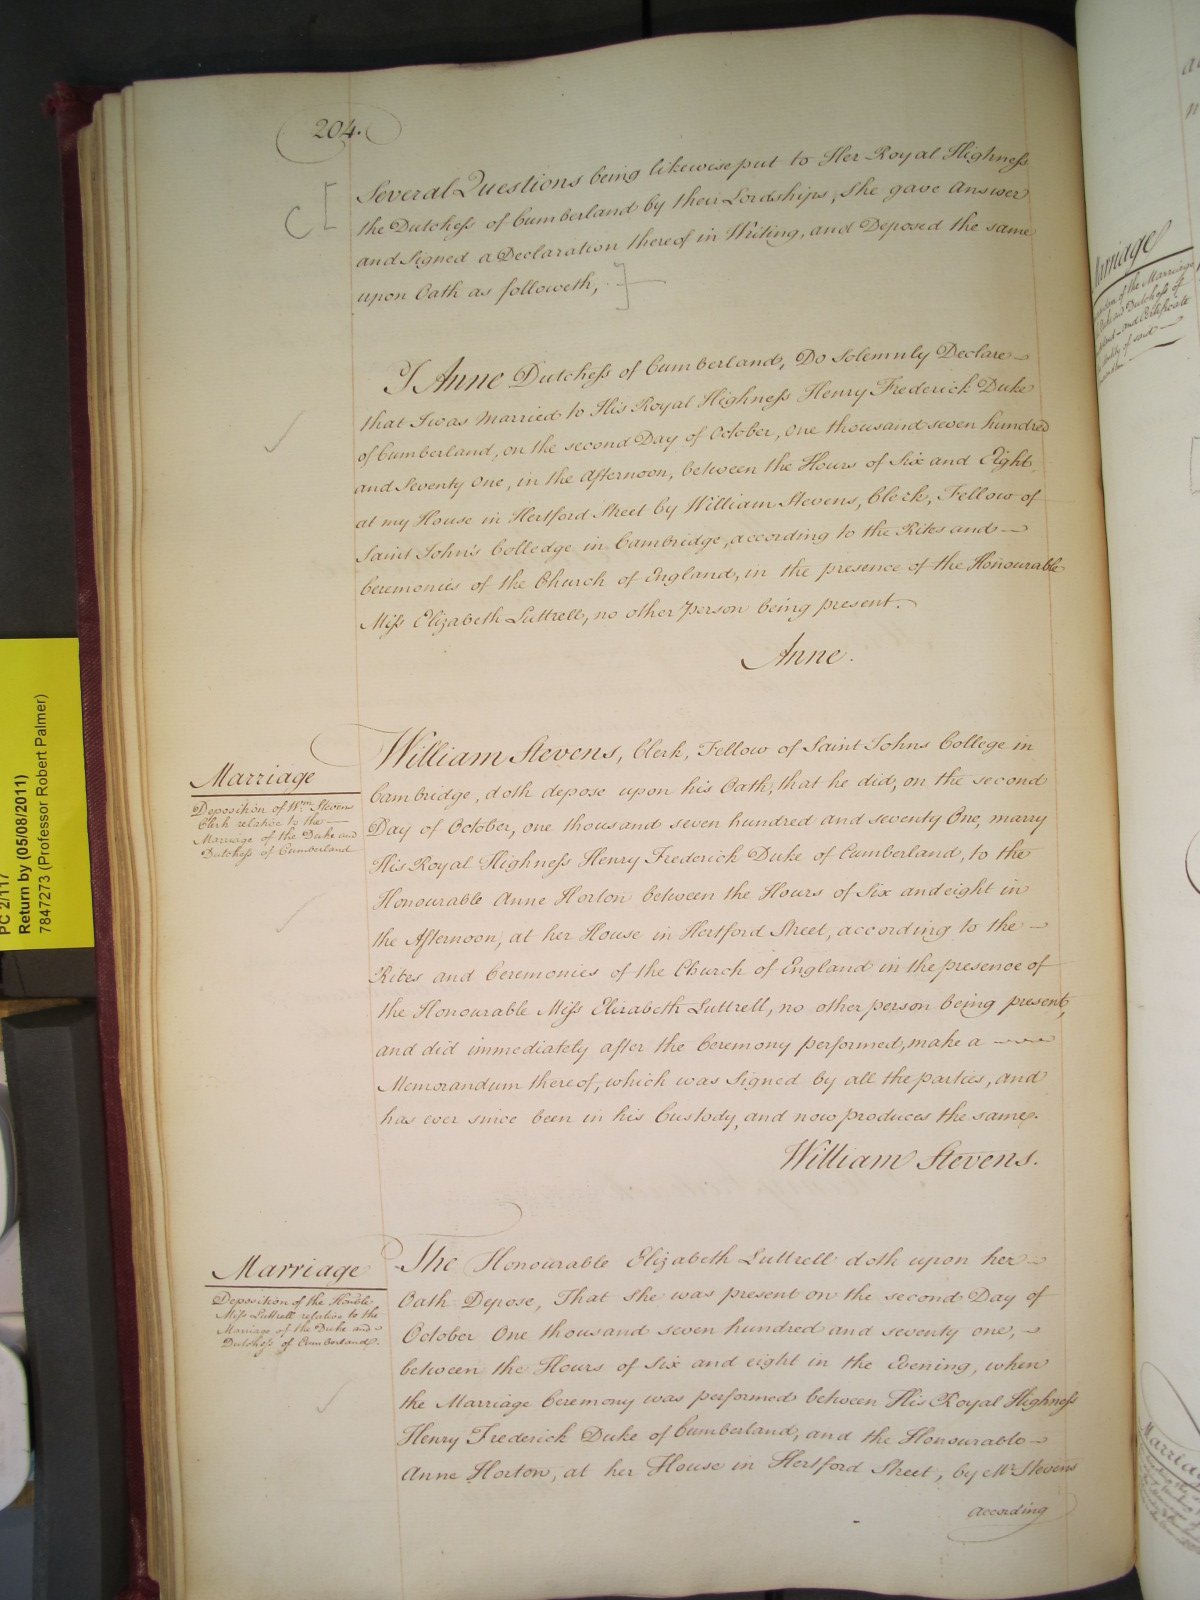 204.
Several Questions being likewise put to Her Royal Highness
the Dutchess of Cumberland by their Lordships, She gave Answer
and Signed a Declaration thereof in Writing, and Deposed the same
upon Oath as followeth,
I Anne Dutchess of Cumberland, Do Solemnly Declare
that I was Married to His Royal Highness Henry Frederick Duke
of Cumberland, on the second Day of October, One thousand seven hundred
and Seventy One, in the Afternoon, between the Hours of Six and Eight
at my House in Hertford Street by William Stevens, Clerk, Fellow of
Saint John's Colledge in Cambridge, according to the Rites and
Ceremonies of the Church of England, in the presence of the Honourable
Miss Elizabeth Luttrell, no other person being present.
Anne.
Marriage
Deposition of Wm. Stevens
Clerk relative to the
Marriage of the Duke and
Dutchess of Cumberland
William Stevens, Clerk, Fellow of Saint Johns College in
Cambridge, doth depose upon his Oath, that he did, on the second
Day of October, one thousand seven hundred and seventy One, marry
His Royal Highness Henry Frederick Duke of Cumberland, to the
Honourable Anne Horton between the Hours of Six and eight in
the Afternoon, at her House in Hertford Street, according to the
Rites and Ceremonies of the Church of England in the presence of
the Honourable Miss Elizabeth Luttrell, no other person being present,
and did immediately after the Ceremony performed, make a
Memorandum thereof, which was Signed by all the parties, and
has ever since been in his Custody, and now produces the same.
William Stevens.
Marriage
Deposition of the Honble
Miss Luttrell relative to the
Marriage of the Duke and
Dutchess of Cumberland.
The Honourable Elizabeth Luttrell doth upon her
Oath Depose, That she was present on the second Day of
October One thousand seven hundred and seventy one,
between the Hours of Six and eight in the Evening, when
the Marriage Ceremony was performed between His Royal Highness
Henry Frederick Duke of Cumberland, and the Honourable
Anne Horton, at her House in Hertford Street, by Mr. Stevens
according
PC 2/117
Return by (05/08/2011)
7847273 (Professor Robert Palmer)